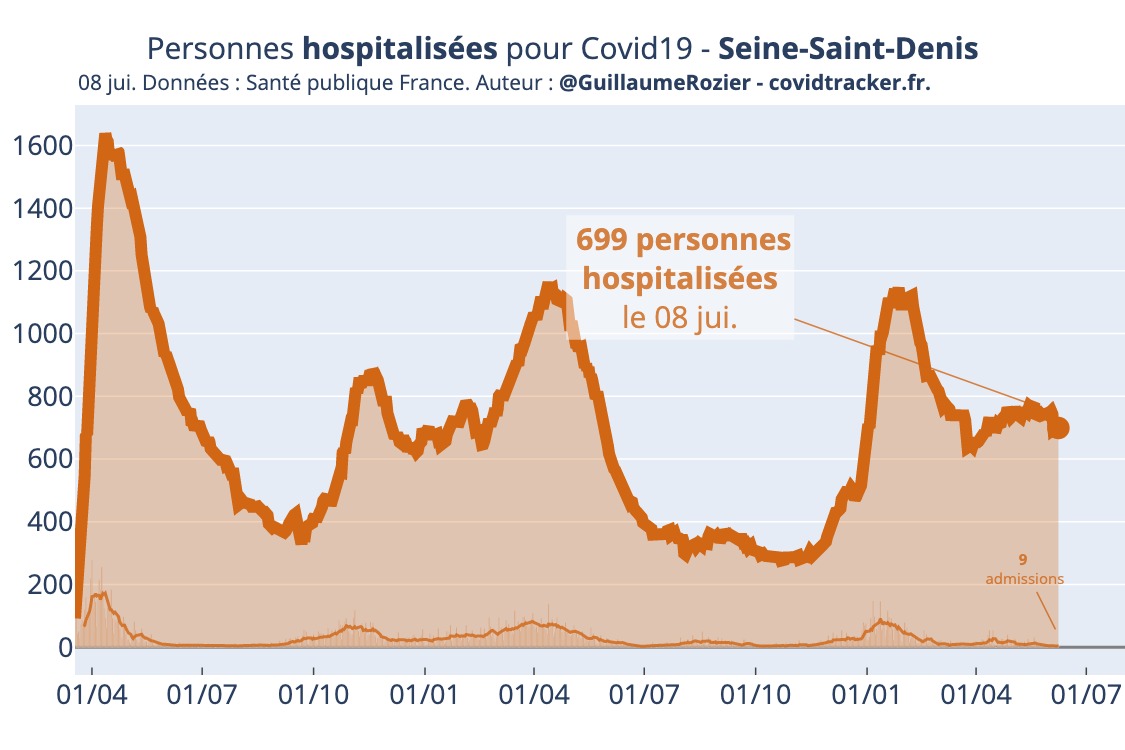 Personnes hospitalisées pour Covid19 - Seine-Saint-Denis
08 jui. Données : Santé publique France. Auteur : @GuillaumeRozier - covidtracker.fr.
1600
1400
1200
1000
800
600
400
200
0
699 personnes
hospitalisées
le 08 jui.
9
admissions
01/04 01/07 01/10 01/01 01/04 01/07 01/10 01/01 01/04 01/07